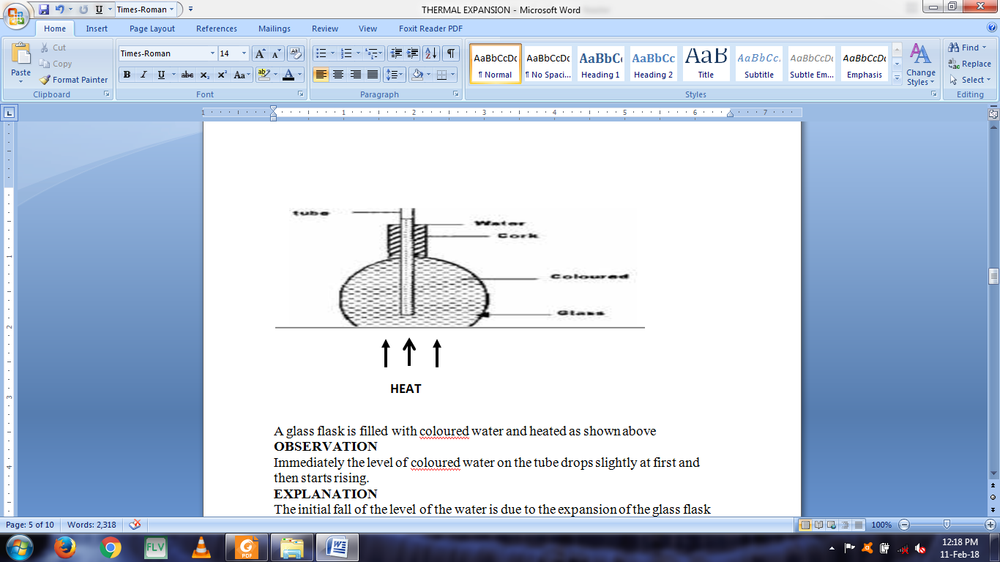 Times-Roman
THERMAL EXPANSION - Microsoft Word
Home Insert Page Layout References Mailings Review View Foxit Reader PDF
Paste
Cut
Copy
Format Painter
Clipboard
Times-Roman 14
Font
Paragraph
AaBbCcDc AaBbCcDc AaBbC AaBbCc AaB AaBbCc. AaBbCcDc AaBbCcDc
¶ Normal ¶ No Spaci... Heading 1 Heading 2 Title Subtitle Subtle Em... Emphasis
Change Styles
Styles
Find
Replace
Select
Editing
1 1 2 3 4 5 6 7
tube
Water
Cork
Coloured
Glass
HEAT
A glass flask is filled with coloured water and heated as shown above
OBSERVATION
Immediately the level of coloured water on the tube drops slightly at first and
then starts rising.
EXPLANATION
The initial fall of the level of the water is due to the expansion of the glass flask
Page: 5 of 10 Words: 2,318 100%
FLV
PDF
12:18 PM
11-Feb-18